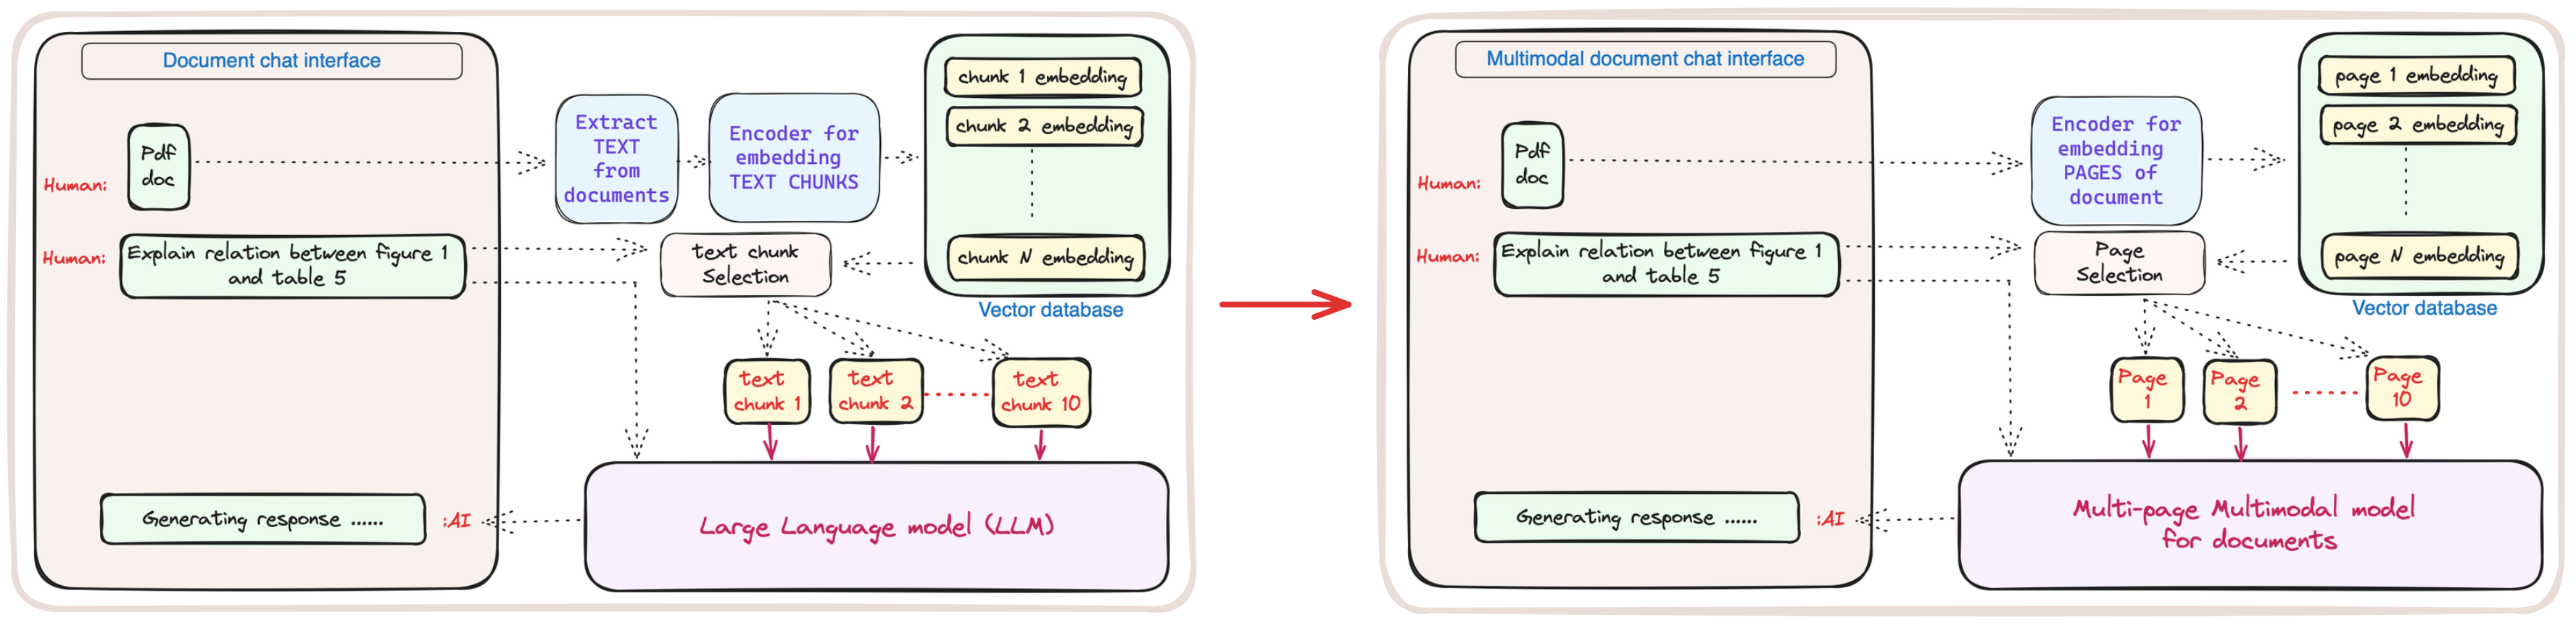 Document chat interface
Human:
Pdf
doc
Extract
TEXT
from
documents
Encoder for
embedding
TEXT CHUNKS
chunk 1 embedding
chunk 2 embedding
chunk N embedding
Vector database
Human:
Explain relation between figure 1
and table 5
text chunk
Selection
text
chunk 1
text
chunk 2
text
chunk 10
Large Language model (LLM)
Generating response ......
:AI
Multimodal document chat interface
Human:
Pdf
doc
Encoder for
embedding
PAGES of
document
page 1 embedding
page 2 embedding
page N embedding
Vector database
Human:
Explain relation between figure 1
and table 5
Page
Selection
Page
1
Page
2
Page
10
Multi-page Multimodal model
for documents
Generating response ......
:AI